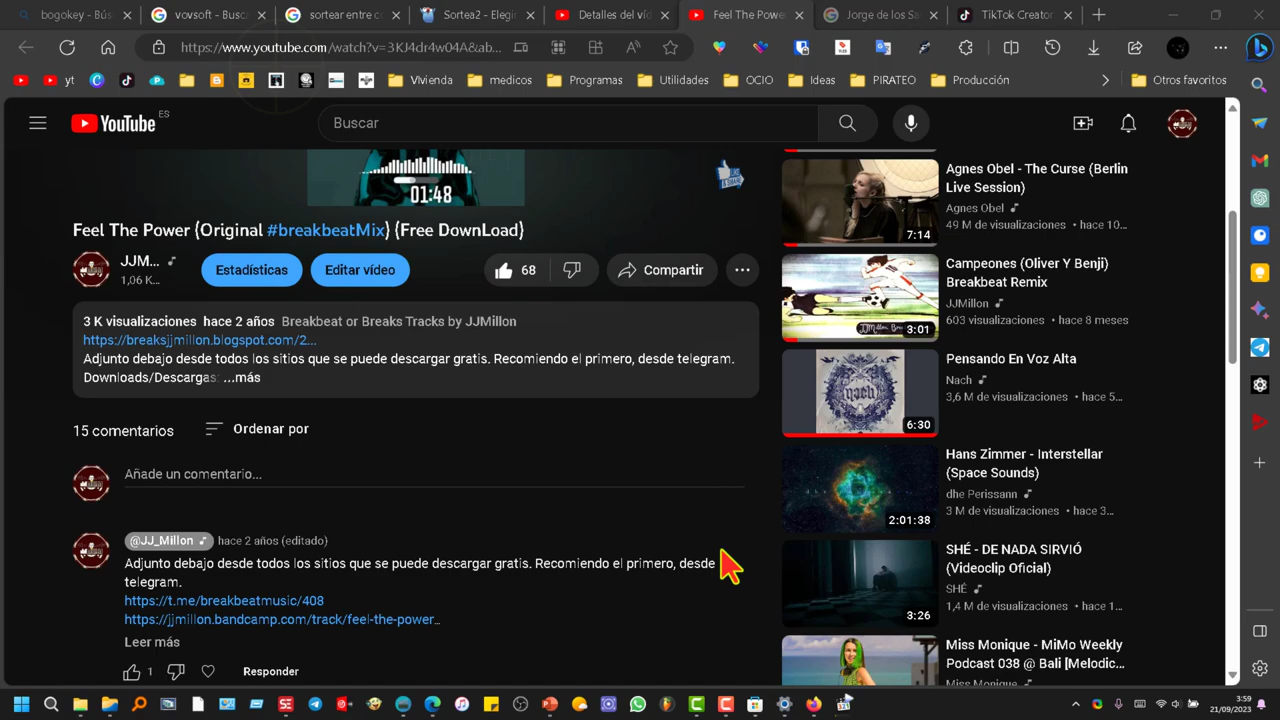 bogokey - Bús
vovsoft - Busc
sortear entre co
Sortea2 - Begin
Detalles del víd
Feel The Powe
Jorge de los Sa
TikTok Creator
https://www.youtube.com/watch?v=3KJ4dr4w04A&ab...
yt
VIvienda
medicos
Programas
Utilidades
OCIO
Ideas
PIRATEO
Producción
Otros favoritos
YouTube ES
Buscar
01:48
LIKE & SHARE
Feel The Power {Original #breakbeatMix} {Free DownLoad}
JJM...
1,06 K...
Estadísticas
Editar vídeo
68
Compartir
hace 2 años Breakbeat or Breaks Tracks by JJMillon
https://breaksjjmillon.blogspot.com/2...
Adjunto debajo desde todos los sitios que se puede descargar gratis. Recomiendo el primero, desde telegram.
Downloads/Descargas: ...más
15 comentarios
Ordenar por
Añade un comentario...
@JJ_Millon hace 2 años (editado)
Adjunto debajo desde todos los sitios que se puede descargar gratis. Recomiendo el primero, desde
telegram.
https://t.me/breakbeatmusic/408
https://jjmillon.bandcamp.com/track/feel-the-power...
Leer más
1
Responder
7:14
Agnes Obel - The Curse (Berlin
Live Session)
Agnes Obel
49 M de visualizaciones • hace 10...
3:01
Campeones (Oliver Y Benji)
Breakbeat Remix
JJMillon
603 visualizaciones • hace 8 meses
nach
6:30
Pensando En Voz Alta
Nach
3,6 M de visualizaciones • hace 5...
2:01:38
Hans Zimmer - Interstellar
(Space Sounds)
dhe Perissann
3 M de visualizaciones • hace 3...
3:26
SHÉ - DE NADA SIRVIÓ
(Videoclip Oficial)
SHÉ
1,4 M de visualizaciones • hace 1...
Miss Monique - MiMo Weekly
Podcast 038 @ Bali [Melodic...
Miss Monique
3:59
21/09/2023